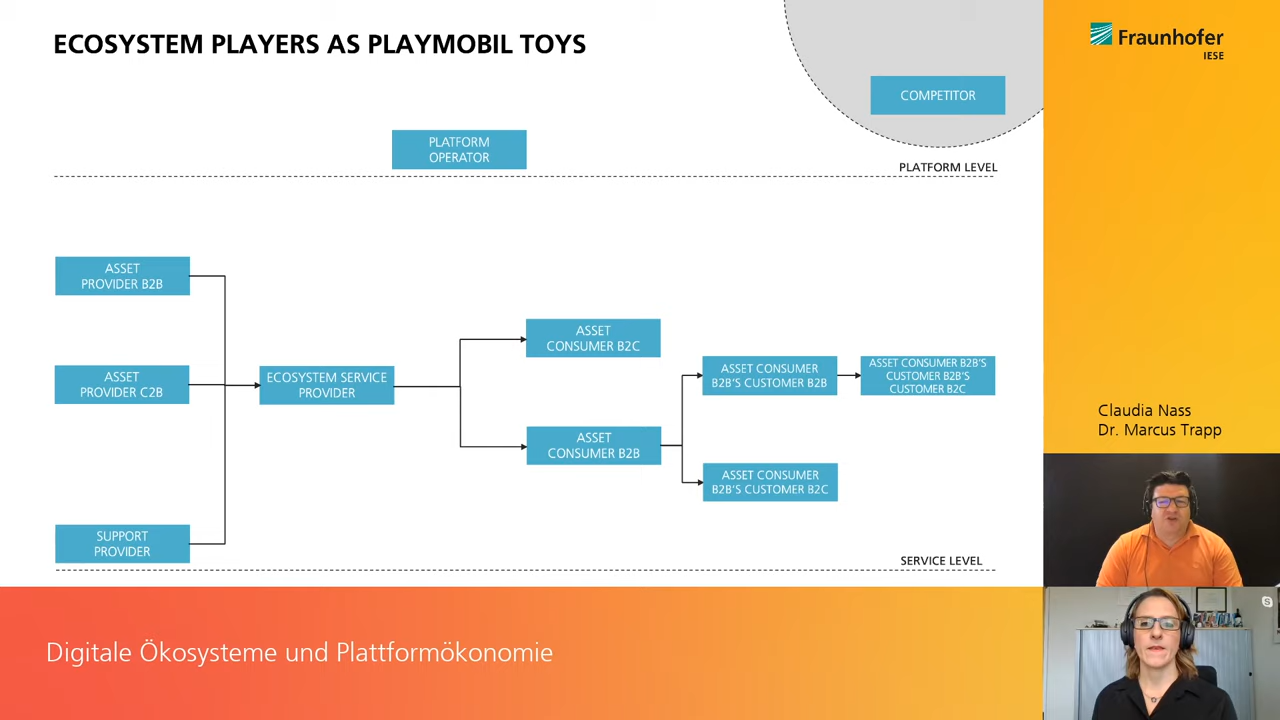 ECOSYSTEM PLAYERS AS PLAYMOBIL TOYS
Fraunhofer
IESE
COMPETITOR
PLATFORM
OPERATOR
PLATFORM LEVEL
ASSET
PROVIDER B2B
ASSET
PROVIDER C2B
SUPPORT
PROVIDER
ECOSYSTEM SERVICE
PROVIDER
ASSET
CONSUMER B2C
ASSET
CONSUMER B2B
ASSET CONSUMER
B2B'S CUSTOMER B2B
ASSET CONSUMER B2B'S
CUSTOMER B2B'S
CUSTOMER B2C
ASSET CONSUMER
B2B'S CUSTOMER B2C
SERVICE LEVEL
Claudia Nass
Dr. Marcus Trapp
Digitale Ökosysteme und Plattformökonomie